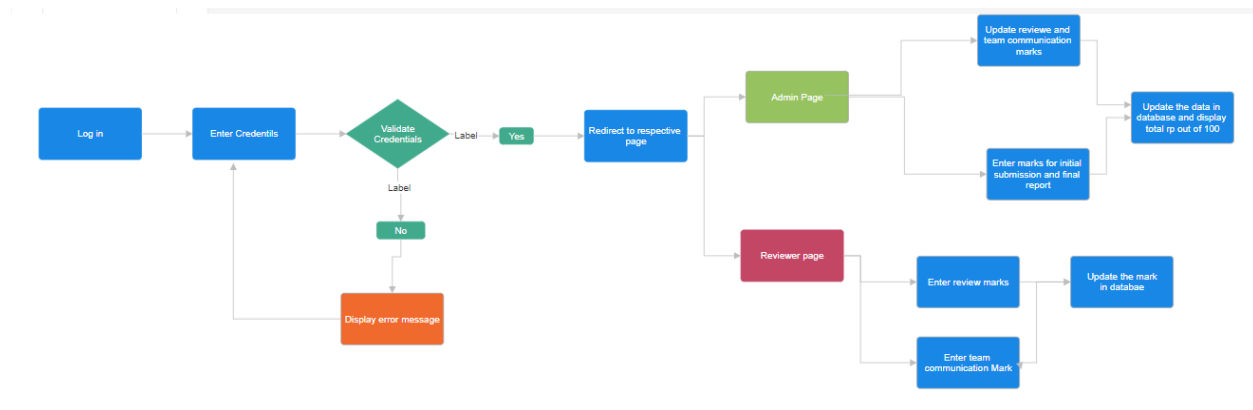 Log in
Enter Credentils
Validate
Credentials
Label
Yes
Label
No
Display error message
Redirect to respective
page
Admin Page
Update reviewe and
team communication
marks
Enter marks for initial
submission and final
report
Update the data in
database and display
total rp out of 100
Reviewer page
Enter review marks
Enter team
communication Mark
Update the mark
in databae